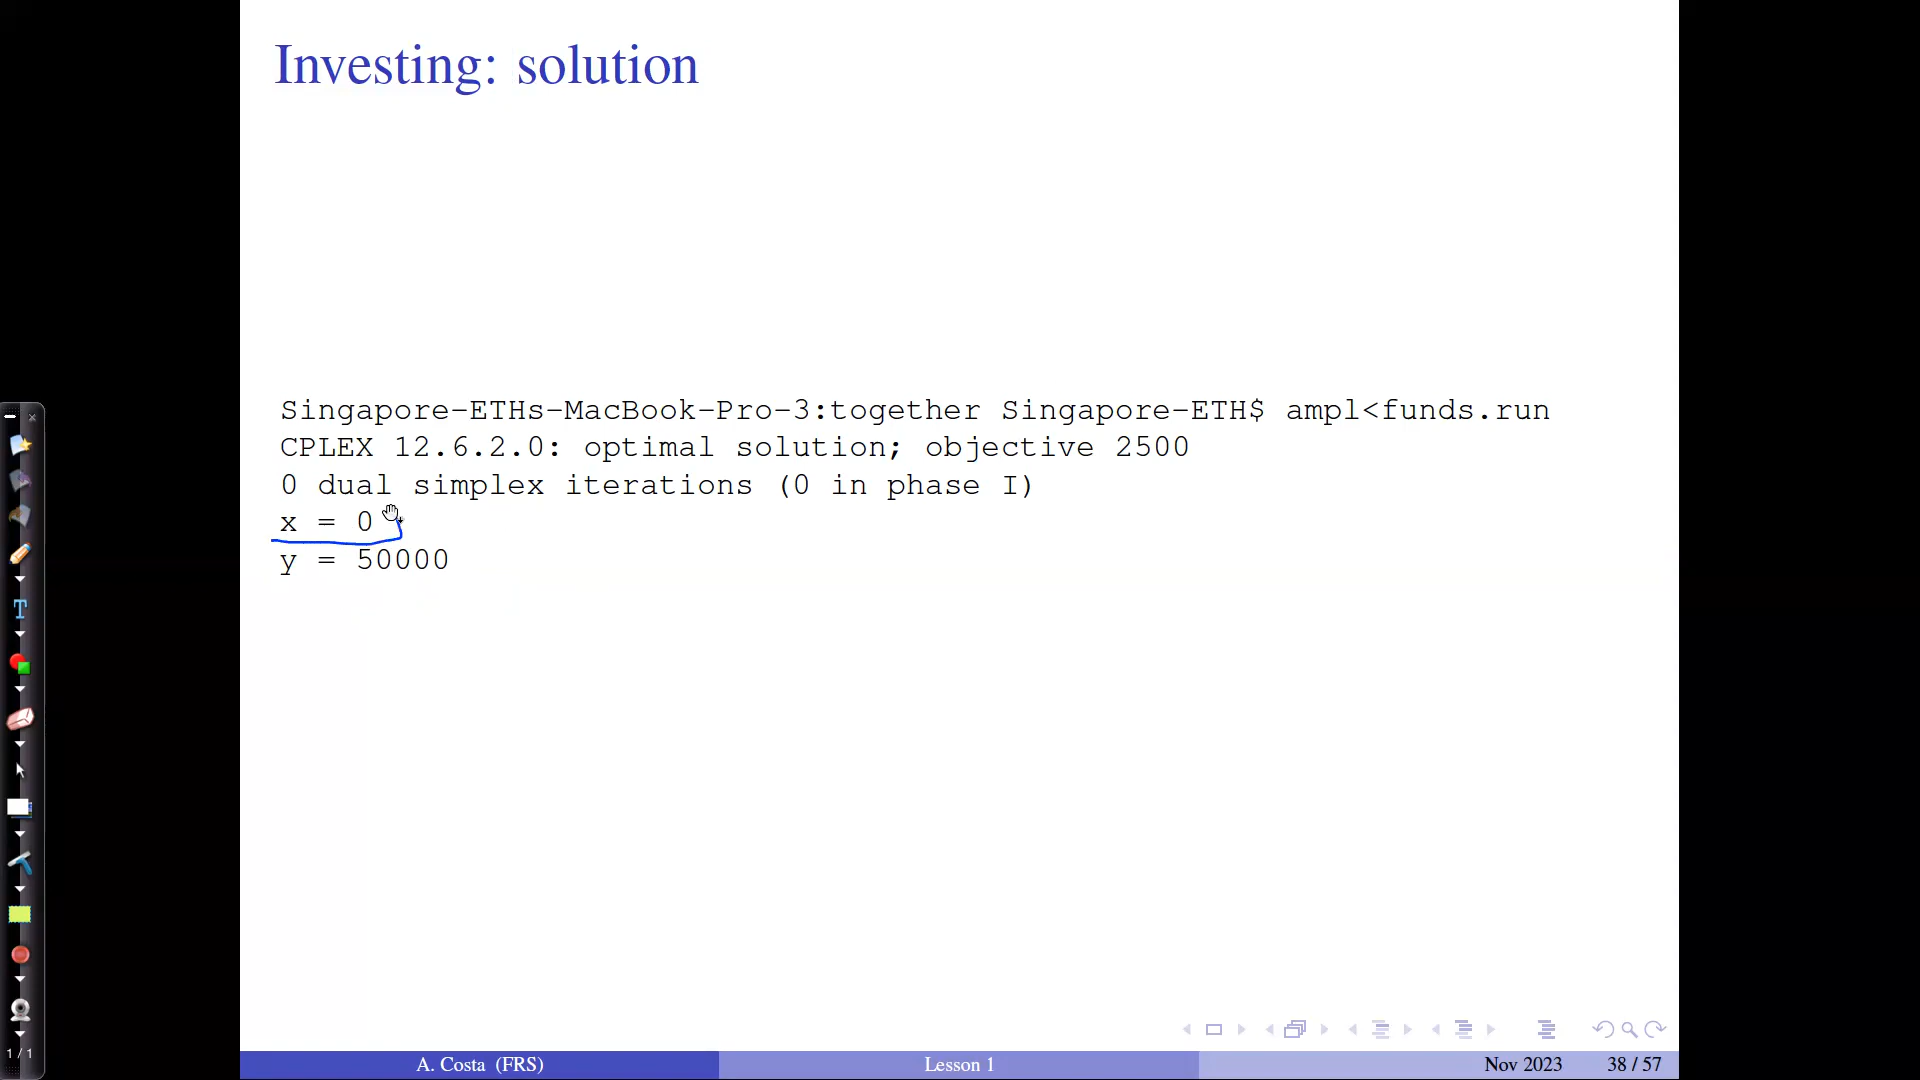 Investing: solution
Singapore-ETHs-MacBook-Pro-3:together Singapore-ETH$ ampl<funds.run
CPLEX 12.6.2.0: optimal solution; objective 2500
0 dual simplex iterations (0 in phase I)
x = 0
y = 50000
T
1 / 1
A. Costa (FRS)
Lesson 1
Nov 2023
38 / 57